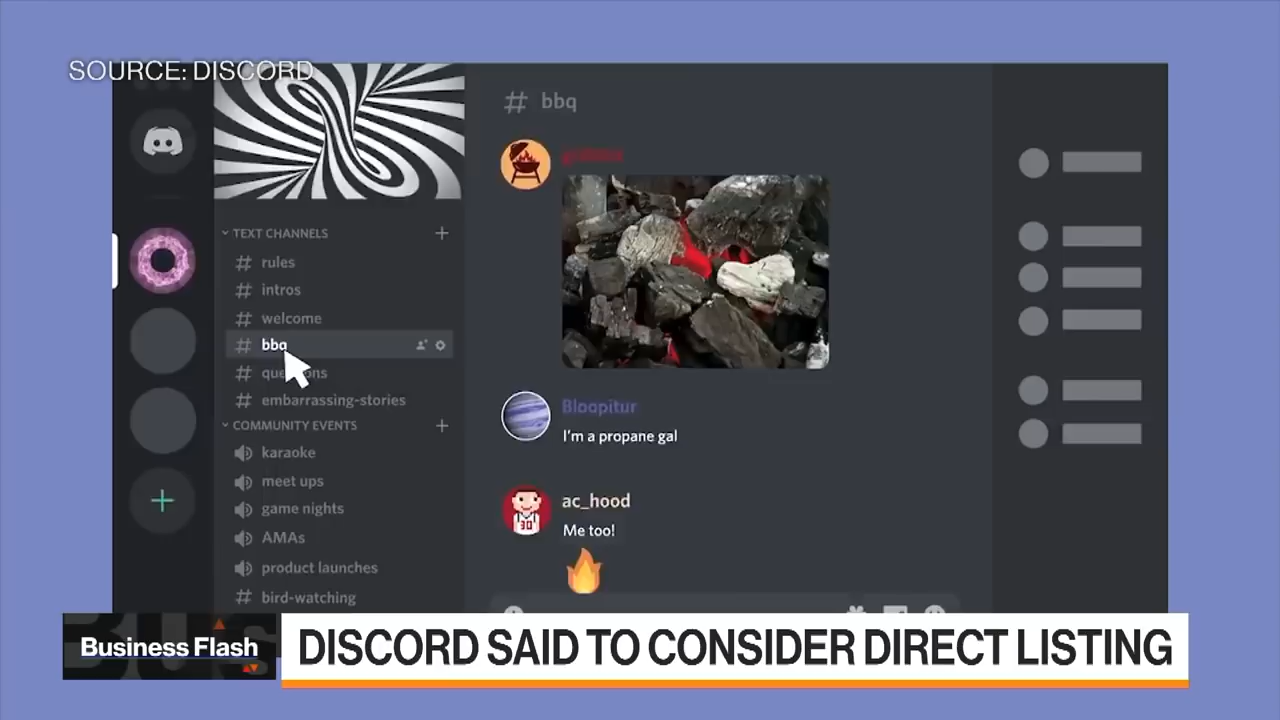 SOURCE: DISCORD
# bbq
TEXT CHANNELS
# rules
# intros
# welcome
# bbq
#
# embarrassing-stories
COMMUNITY EVENTS
karaoke
meet ups
game nights
AMAs
product launches
# bird-watching
Bloopitur
I'm a propane gal
ac_hood
Me too!
Business Flash
DISCORD SAID TO CONSIDER DIRECT LISTING